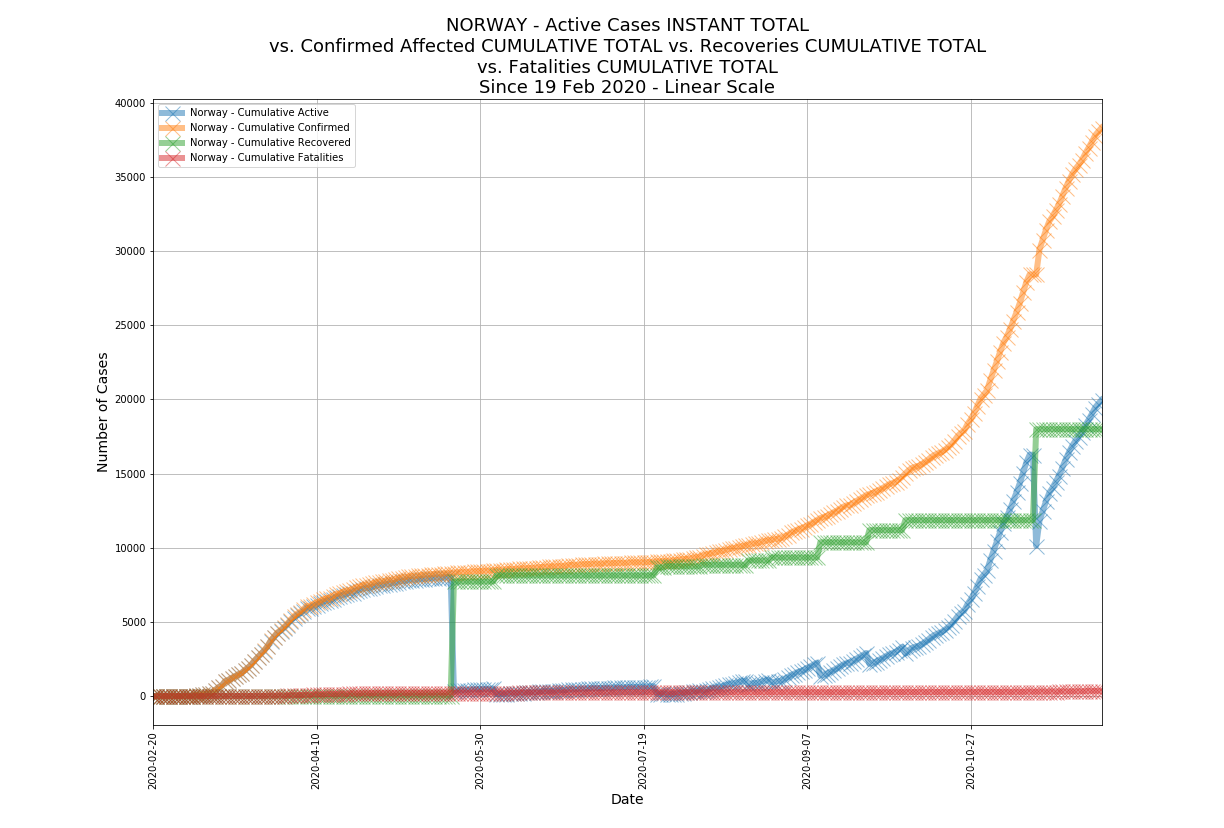 NORWAY - Active Cases INSTANT TOTAL
vs. Confirmed Affected CUMULATIVE TOTAL vs. Recoveries CUMULATIVE TOTAL
vs. Fatalities CUMULATIVE TOTAL
Since 19 Feb 2020 - Linear Scale
Norway - Cumulative Active
Norway - Cumulative Confirmed
Norway - Cumulative Recovered
Norway - Cumulative Fatalities
Number of Cases
40000
35000
30000
25000
20000
15000
10000
5000
0
2020-02-20
2020-04-10
2020-05-30
2020-07-19
2020-09-07
2020-10-27
Date